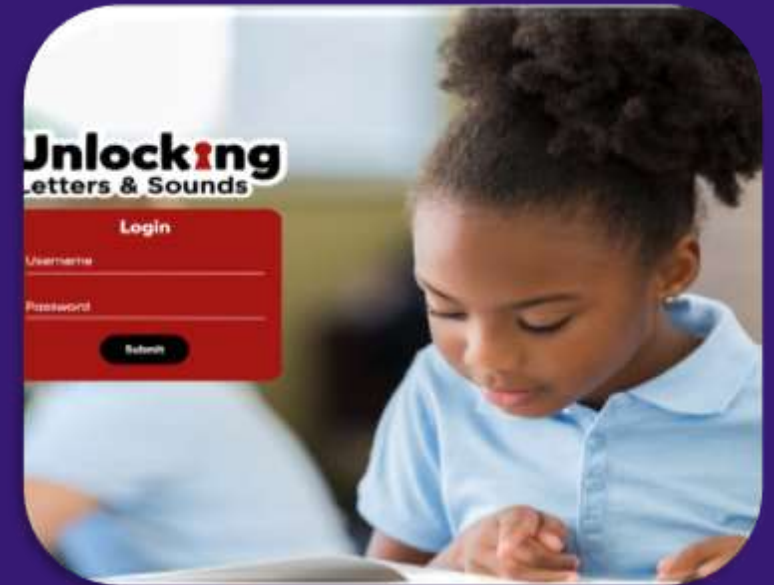 Unlocking
Letters & Sounds
Login
Username
Password
Submit